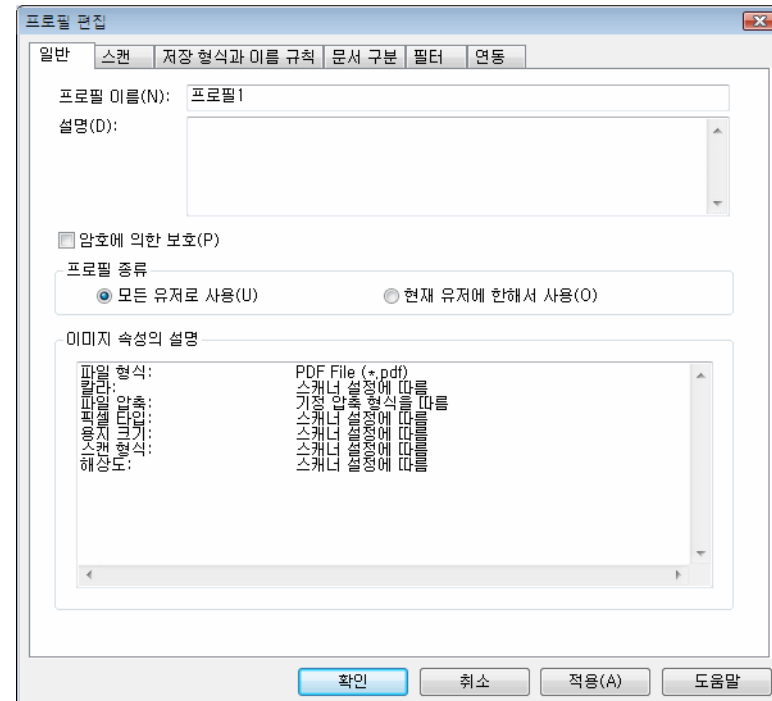 프로필 편집
일반 스캔 저장 형식과 이름 규칙 문서 구분 필터 연동
프로필 이름(N): 프로필1
설명(D):
암호에 의한 보호(P)
프로필 종류
모든 유저로 사용(U) 현재 유저에 한해서 사용(O)
이미지 속성의 설명
파일 형식: PDF File (*.pdf)
칼라: 스캐너 설정에 따름
파일 압축: 기정 압축 형식을 따름
픽셀 타입: 스캐너 설정에 따름
용지 크기: 스캐너 설정에 따름
스캔 형식: 스캐너 설정에 따름
해상도: 스캐너 설정에 따름
확인 취소 적용(A) 도움말